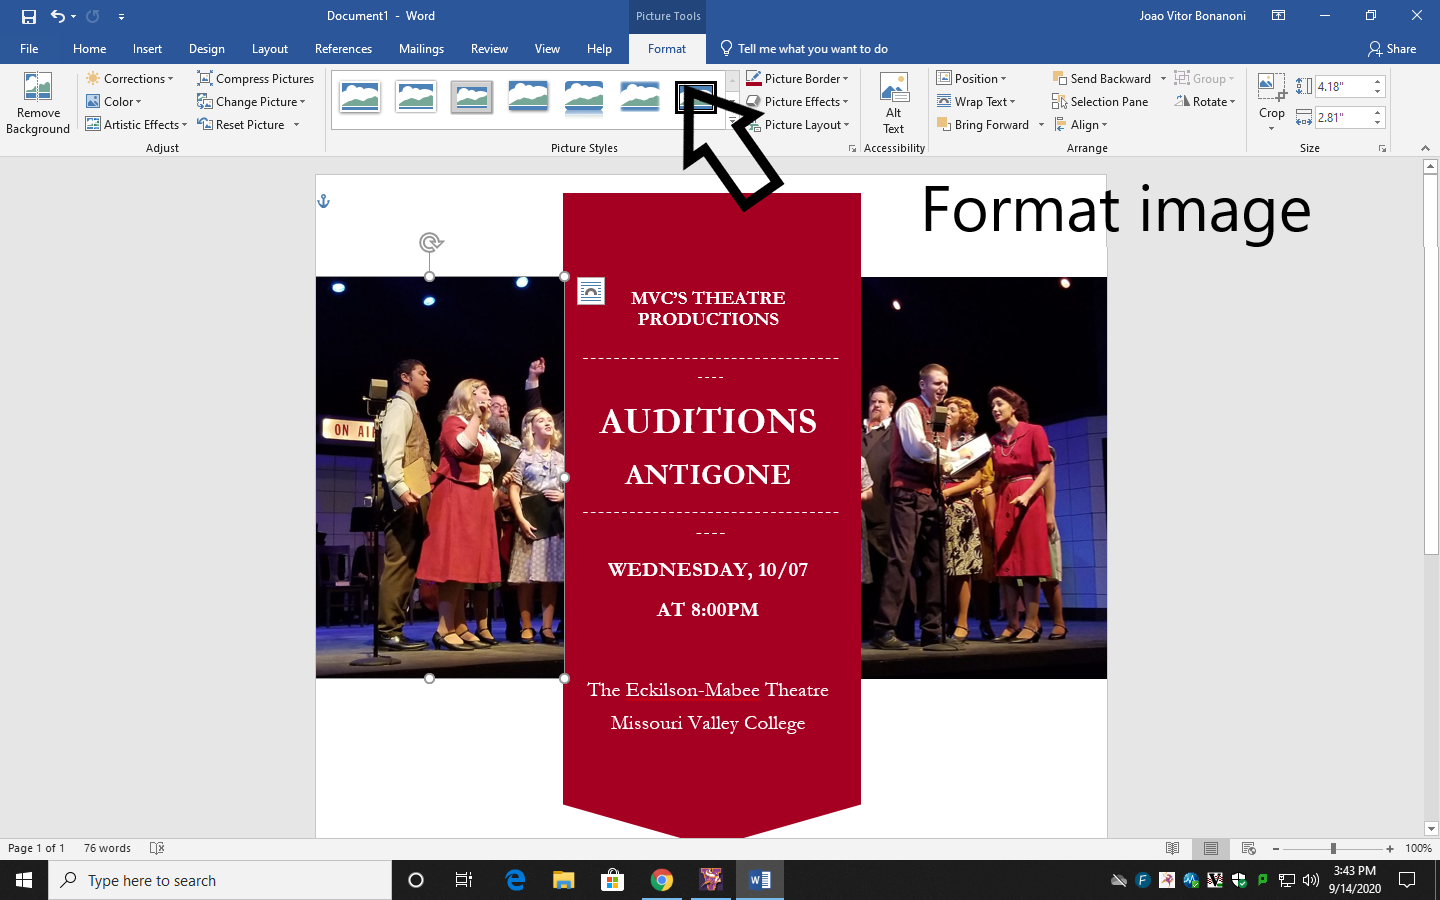 Document1 - Word
Picture Tools
Joao Vitor Bonanoni
File Home Insert Design Layout References Mailings Review View Help Format Tell me what you want to do Share
Remove Background
Corrections
Color
Artistic Effects
Compress Pictures
Change Picture
Reset Picture
Adjust
Picture Styles
Picture Border
Picture Effects
Picture Layout
Alt Text
Accessibility
Position
Wrap Text
Bring Forward
Send Backward
Selection Pane
Align
Group
Rotate
Arrange
Crop
4.18"
2.81"
Size
Format image
MVC'S THEATRE
PRODUCTIONS
---------------------------------
----
AUDITIONS
ANTIGONE
---------------------------------
----
WEDNESDAY, 10/07
AT 8:00PM
The Eckilson-Mabee Theatre
Missouri Valley College
ON AI
Page 1 of 1 76 words
100%
Type here to search
3:43 PM
9/14/2020